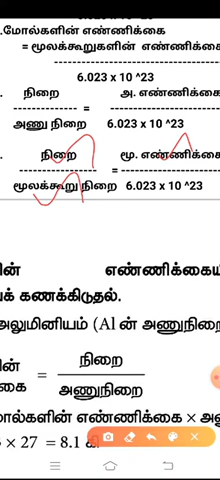 .மோல்களின் எண்ணிக்கை
= மூலக்கூறுகளின் எண்ணிக்கை
6.023 x 10 ^23
. நிறை அ. எண்ணிக்கை
------------- = -----------------
அணு நிறை 6.023 x 10 ^23
. நிறை மூ. எண்ணிக்கை
----------------- =-----------------
மூலக்கூறு நிறை 6.023 x 10 ^23
ின் எண்ணிக்கையி
க் கணக்கிடுதல்.
அலுமினியம் (Al ன் அணுநிறை
ின் = நிறை
கை அணுநிறை
மால்களின் எண்ணிக்கை × அ
× 27 = 8.1 கி